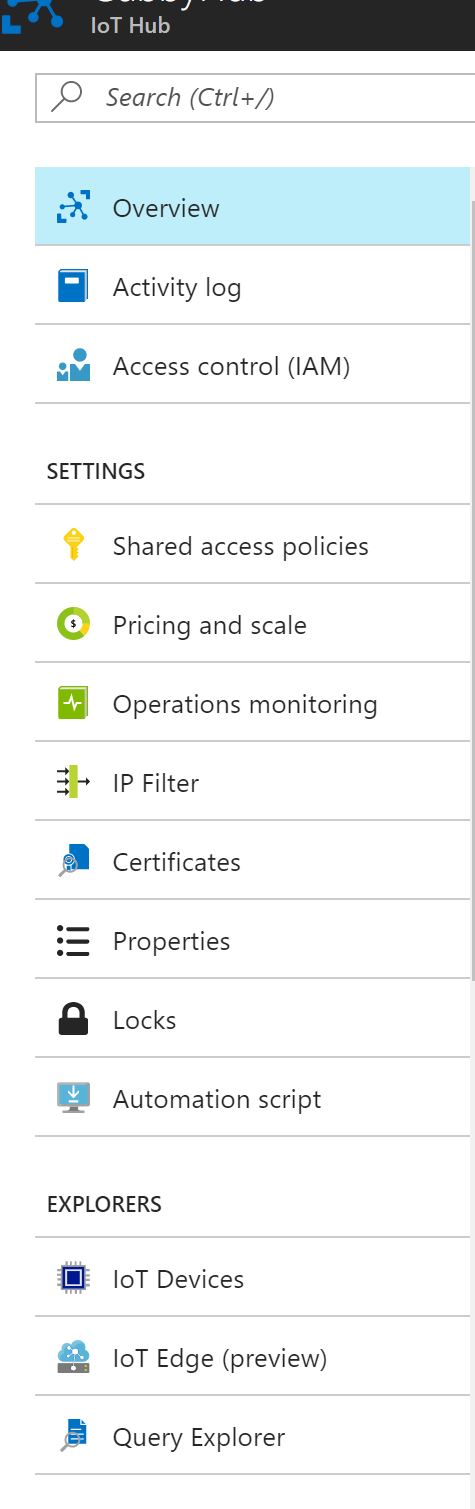 IoT Hub
Search (Ctrl+/)
Overview
Activity log
Access control (IAM)
SETTINGS
Shared access policies
Pricing and scale
Operations monitoring
IP Filter
Certificates
Properties
Locks
Automation script
EXPLORERS
IoT Devices
IoT Edge (preview)
Query Explorer